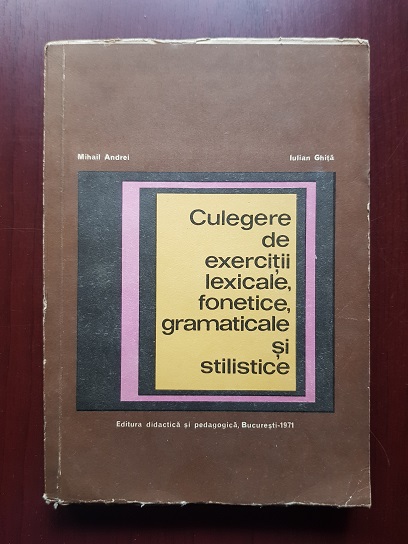 Mihail Andrei Iulian Ghiță
Culegere
de
exerciții
lexicale,
fonetice,
gramaticale
și
stilistice
Editura didactică și pedagogică, București-1971